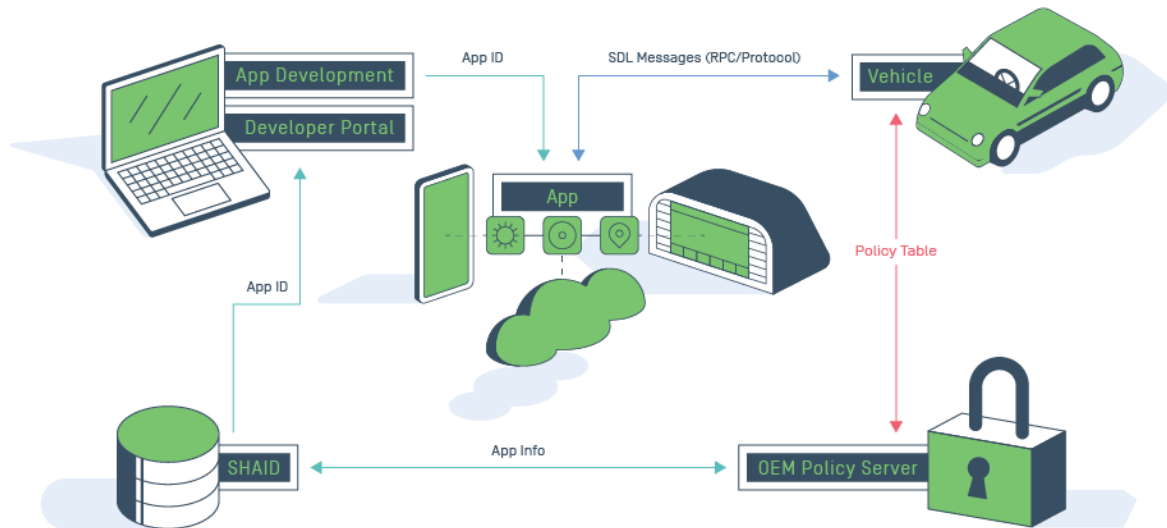 App Development
Developer Portal
App ID
SDL Messages (RPC/Protocol)
Vehicle
App
Policy Table
App ID
SHAID
App Info
OEM Policy Server